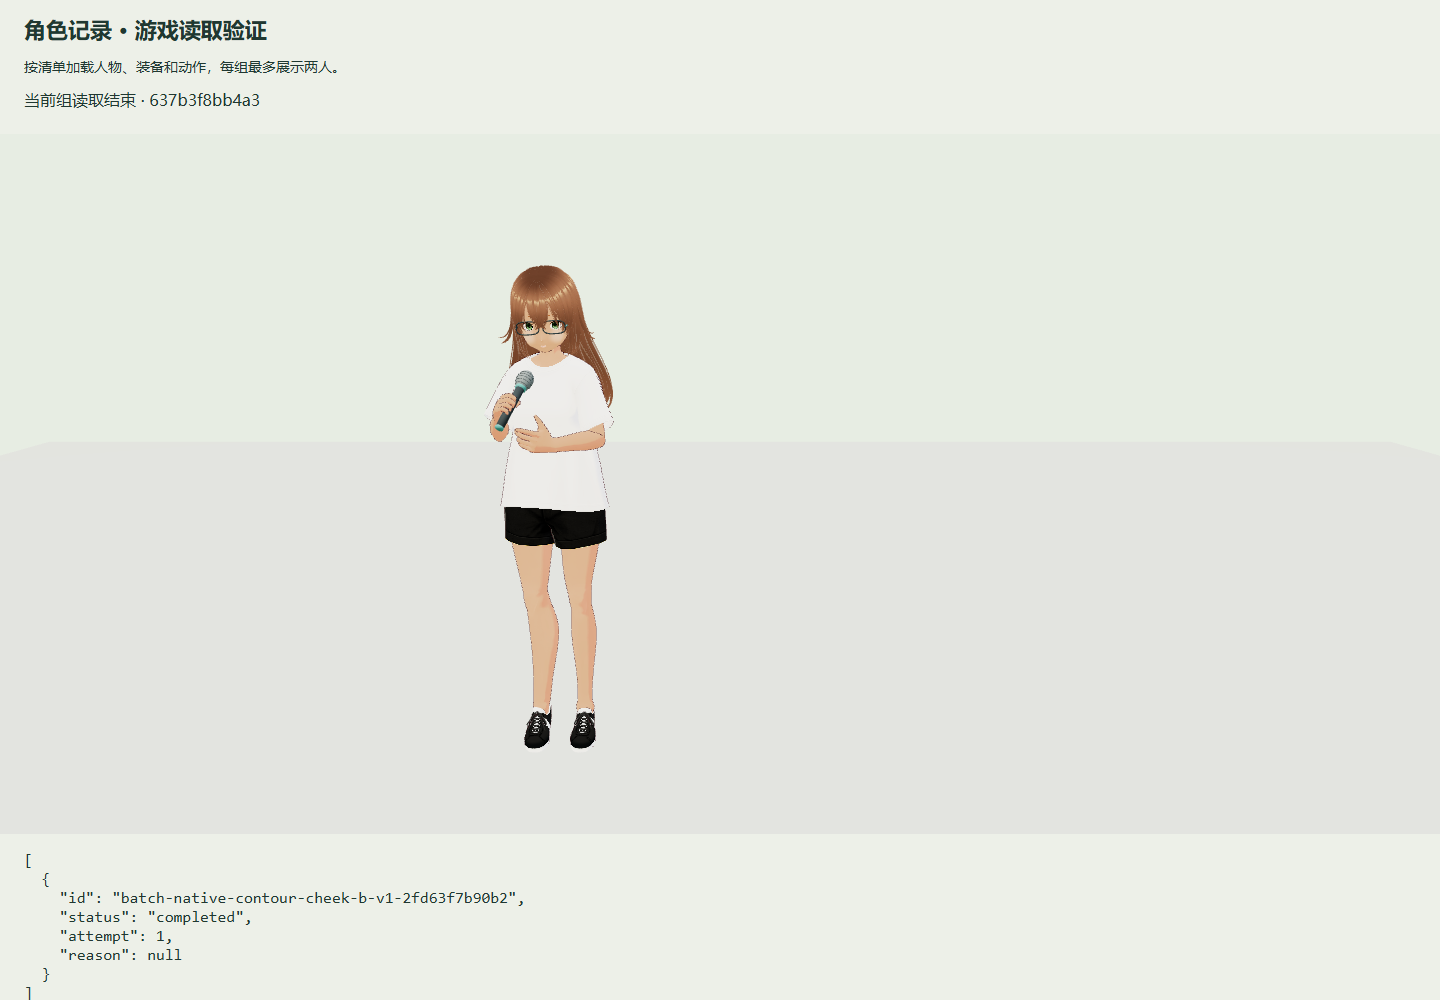 角色记录 • 游戏读取验证
按清单加载人物、装备和动作，每组最多展示两人。
当前组读取结束 · 637b3f8bb4a3
[
  {
    "id": "batch-native-contour-cheek-b-v1-2fd63f7b90b2",
    "status": "completed",
    "attempt": 1,
    "reason": null
  }
]